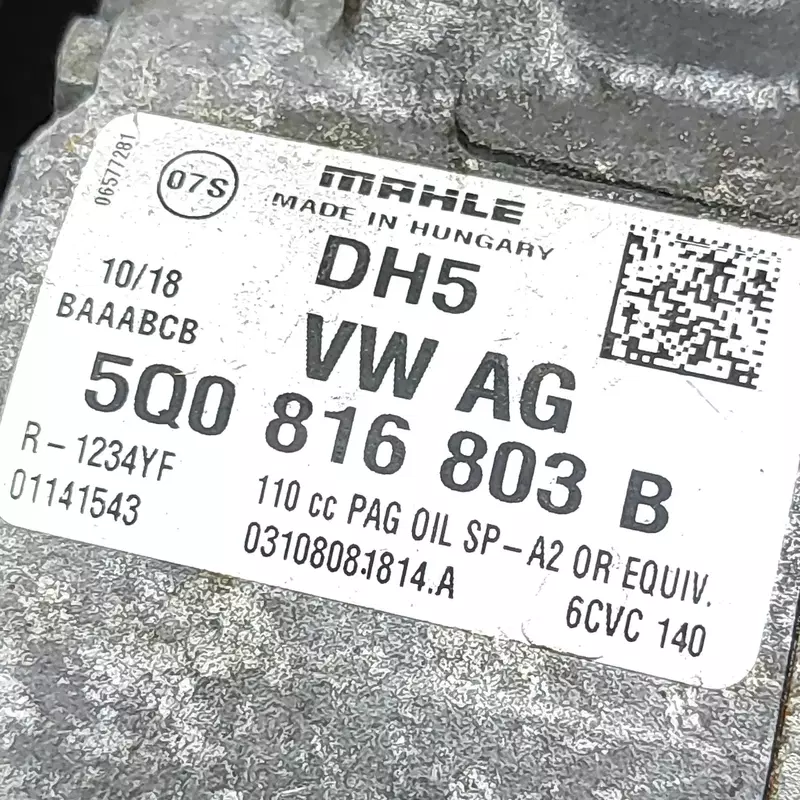 06577281
07S
MAHLE
MADE IN HUNGARY
10/18
DH5
BAAABCB
VW AG
5Q0 816 803 B
R-1234YF
110 cc PAG OIL SP-A2 OR EQUIV.
01141543
03108081814.A
6CVC 140